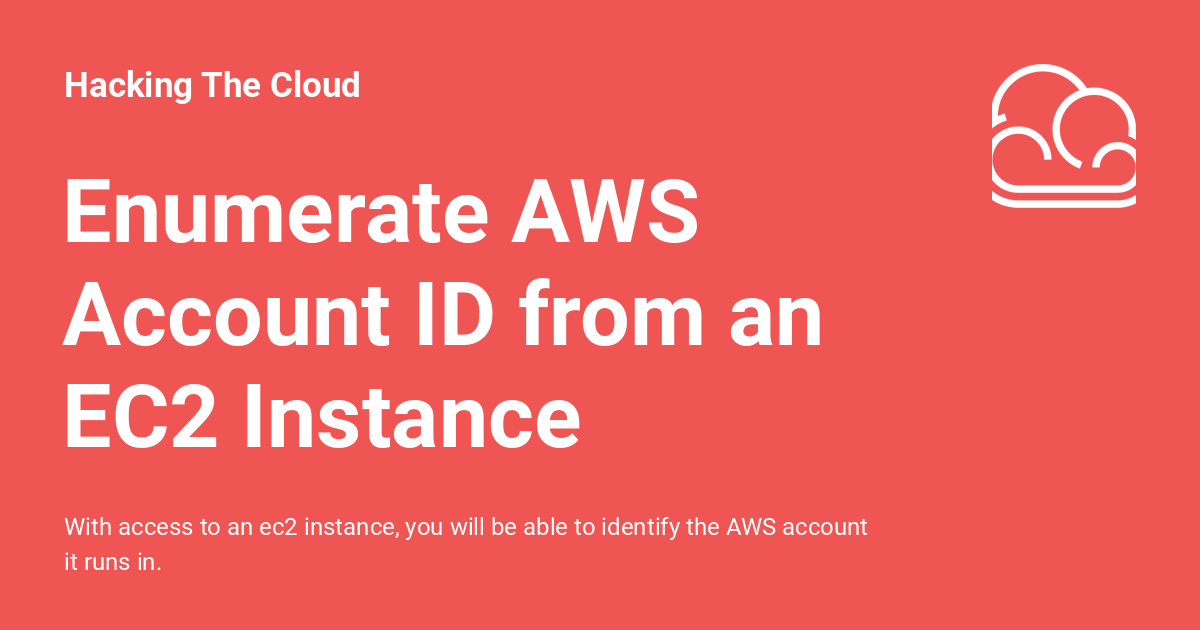 Hacking The Cloud
Enumerate AWS
Account ID from an
EC2 Instance
With access to an ec2 instance, you will be able to identify the AWS account
it runs in.